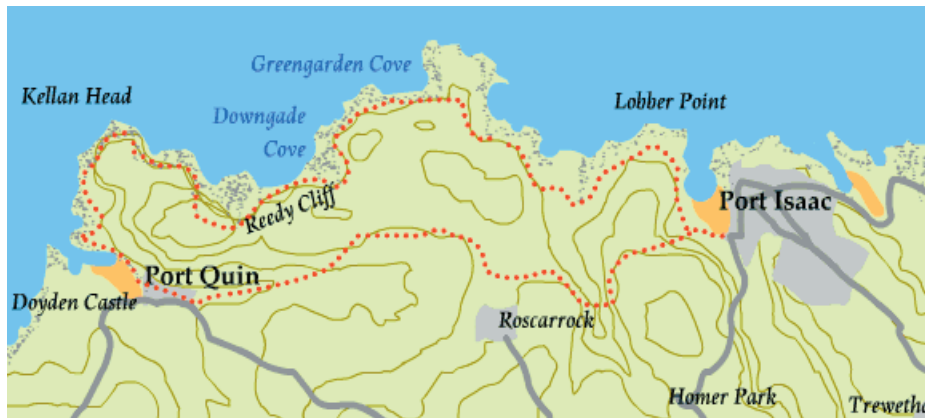 Greengarden Cove
Kellan Head
Lobber Point
Downgade
Cove
Reedy Cliff
Port Isaac
Port Quin
Doyden Castle
Roscarrock
Homer Park
Trewetha